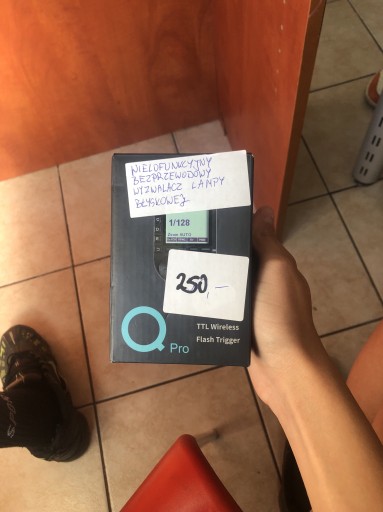 WIELOFUNKCYJNY
BEZPRZEWODOWY
WYZWALACZ LAMPY
BŁYSKOWEJ
1/128
250,-
Q
Pro
TTL Wireless
Flash Trigger